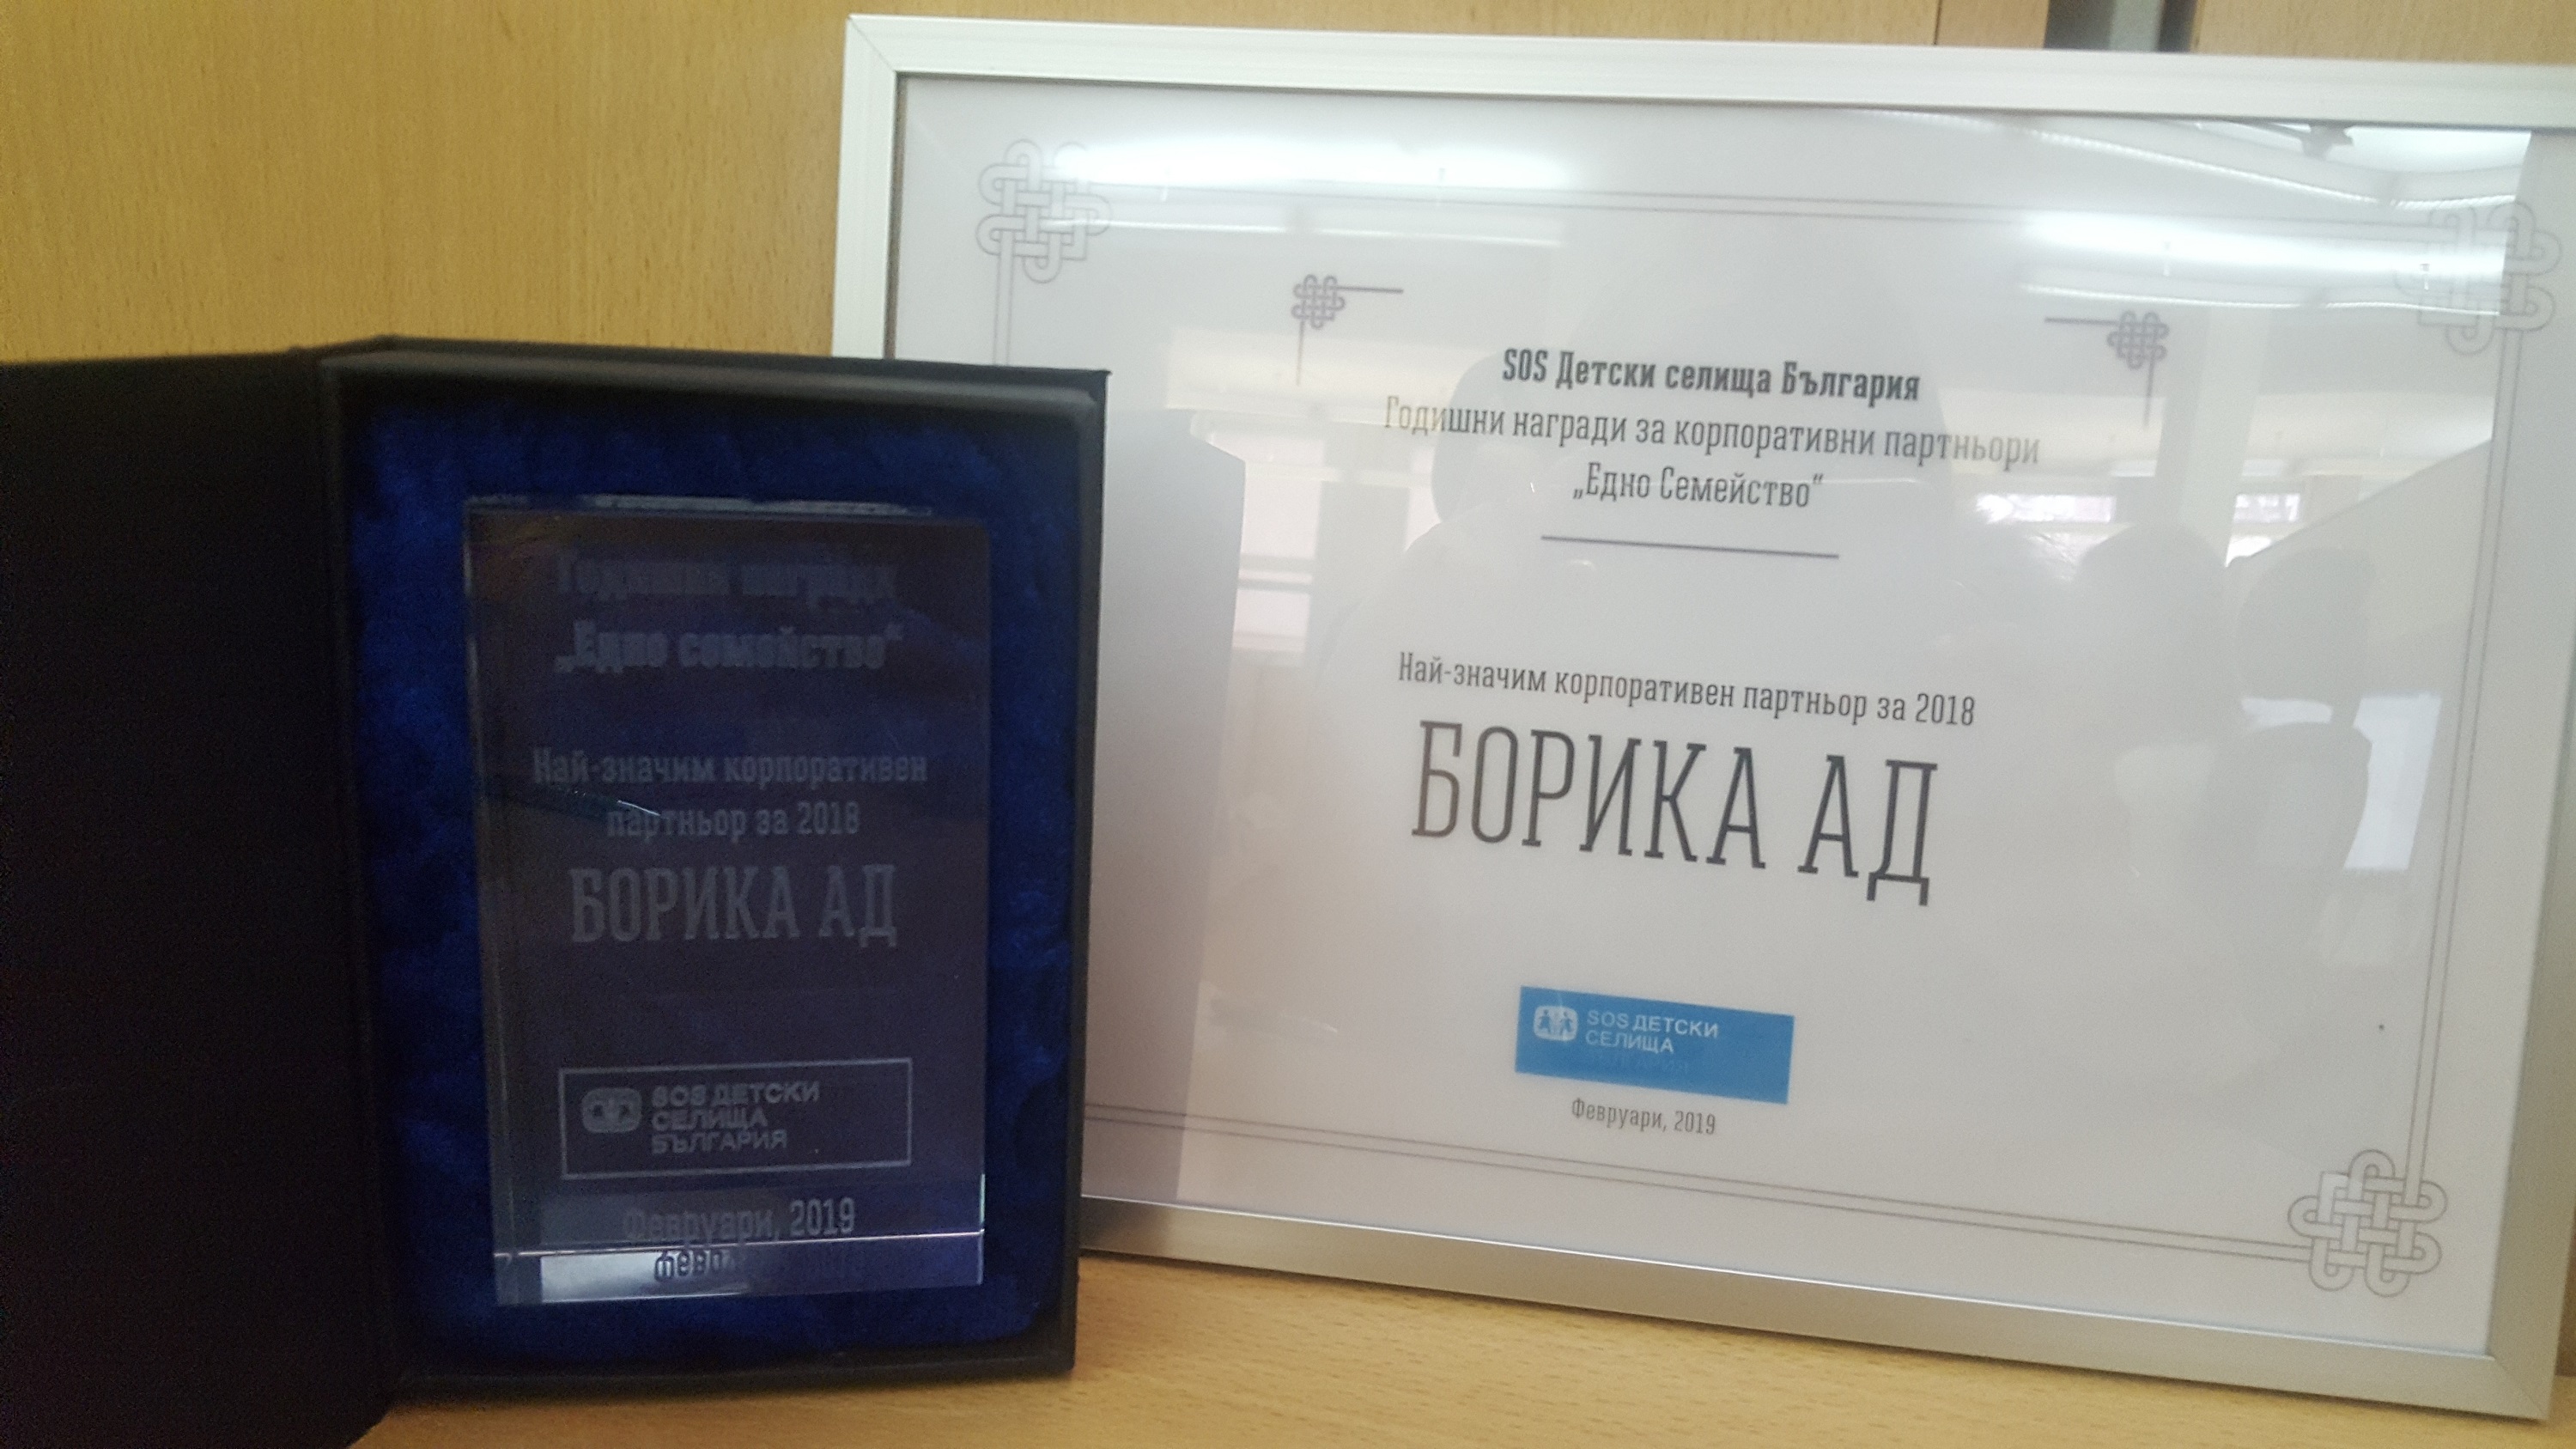 Годишна награда
„Едно семейство“
Най-значим корпоративен
партньор за 2018
БОРИКА АД
SOS ДЕТСКИ
СЕЛИЩА
БЪЛГАРИЯ
Февруари, 2019
SOS Детски селища България
Годишни награди за корпоративни партньори
„Едно Семейство“
Най-значим корпоративен партньор за 2018
БОРИКА АД
SOS ДЕТСКИ
СЕЛИЩА
Февруари, 2019